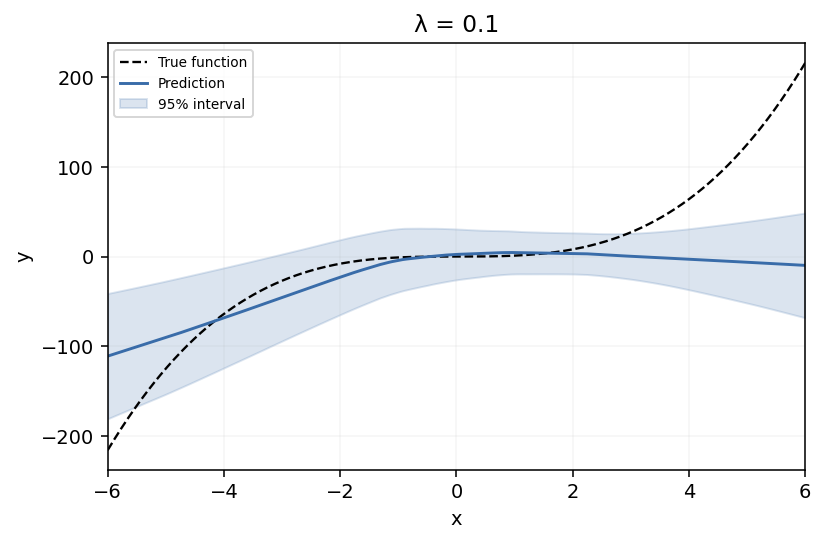 λ = 0.1
True function
Prediction
95% interval
200
100
0
−100
−200
y
−6
−4
−2
0
2
4
6
x